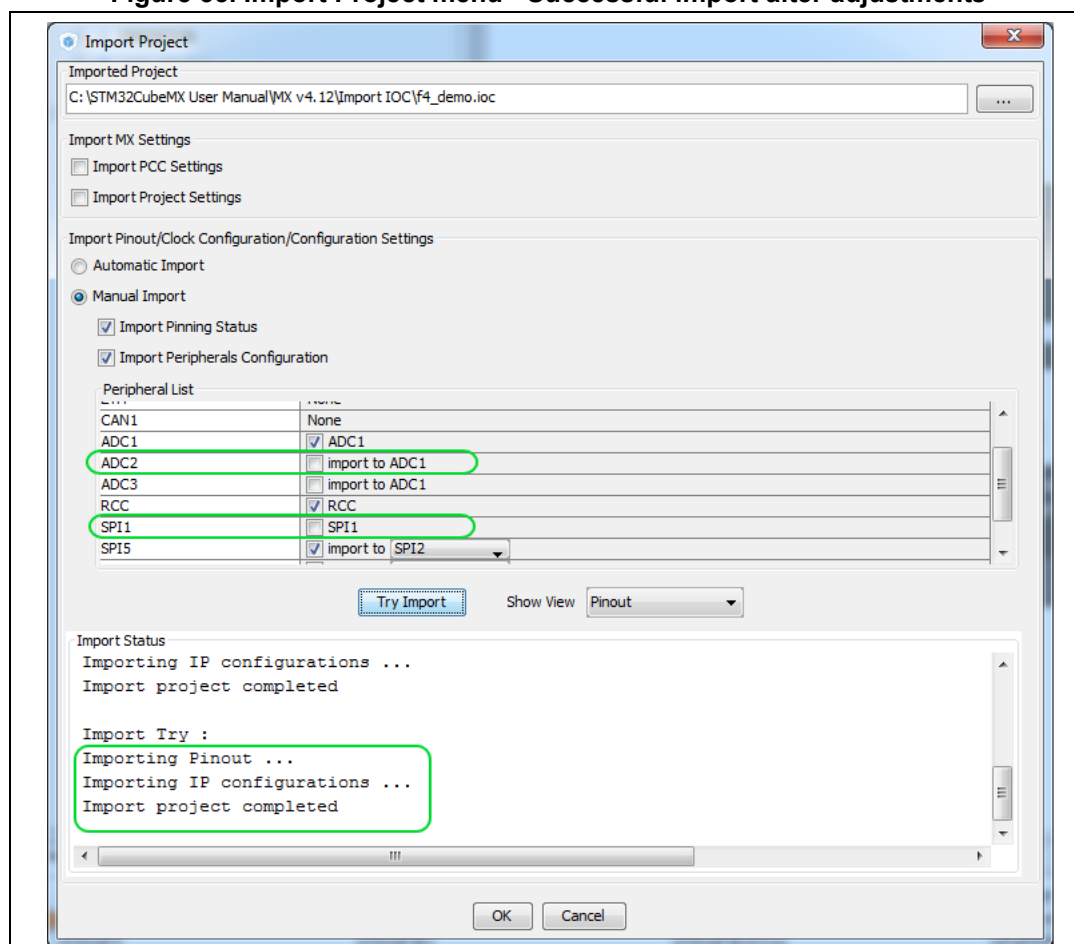 Import Project
Imported Project
C:\STM32CubeMX User Manual\MX v4.12\Import IOC\f4_demo.ioc ...
Import MX Settings
Import PCC Settings
Import Project Settings
Import Pinout/Clock Configuration/Configuration Settings
Automatic Import
Manual Import
Import Pinning Status
Import Peripherals Configuration
Peripheral List
CAN1 None
ADC1 ADC1
ADC2 import to ADC1
ADC3 import to ADC1
RCC RCC
SPI1 SPI1
SPI5 import to SPI2
Try Import Show View Pinout
Import Status
Importing IP configurations ...
Import project completed
Import Try :
Importing Pinout ...
Importing IP configurations ...
Import project completed
OK Cancel